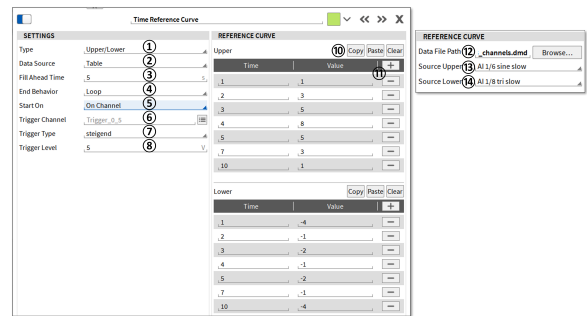 Time Reference Curve
X
SETTINGS
Type Upper/Lower ①
Data Source Table ②
Fill Ahead Time 5 ③ s
End Behavior Loop ④
Start On On Channel ⑤
Trigger Channel Trigger_0_5 ⑥
Trigger Type steigend ⑦
Trigger Level 5 ⑧ V
REFERENCE CURVE
Upper ⑩ Copy Paste Clear
⑪
Time Value +
1 1 −
2 3 −
3 5 −
4 8 −
5 5 −
7 3 −
10 1 −
Lower Copy Paste Clear
Time Value +
1 -4 −
2 -1 −
3 -2 −
4 -1 −
5 -2 −
7 -1 −
10 -4 −
REFERENCE CURVE
Data File Path ⑫ _channels.dmd Browse...
Source Upper ⑬ AI 1/6 sine slow
Source Lower ⑭ AI 1/8 tri slow